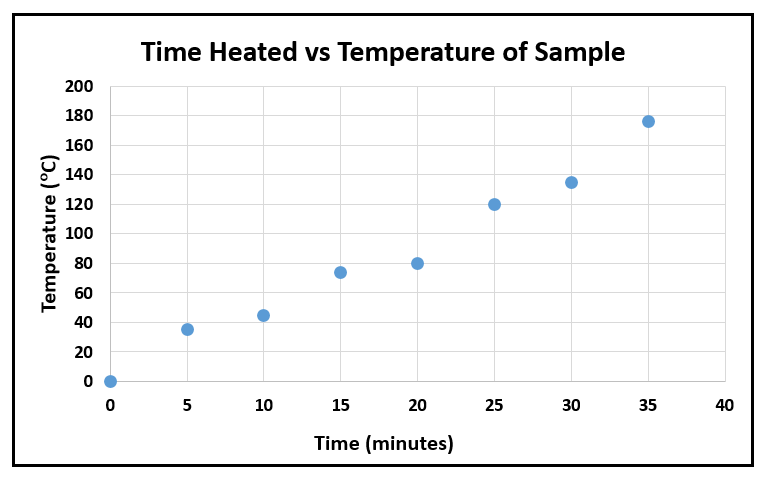 Time Heated vs Temperature of Sample
200
180
160
140
120
100
80
60
40
20
0
Temperature (°C)
0 5 10 15 20 25 30 35 40
Time (minutes)